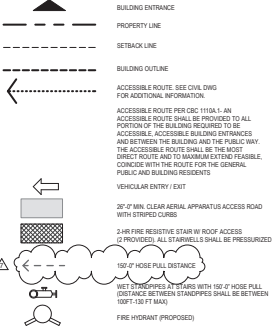 BUILDING ENTRANCE
PROPERTY LINE
SETBACK LINE
BUILDING OUTLINE
ACCESSIBLE ROUTE. SEE CIVIL DWG
FOR ADDITIONAL INFORMATION.
ACCESSIBLE ROUTE PER CBC 1110A.1- AN
ACCESSIBLE ROUTE SHALL BE PROVIDED TO ALL
PORTION OF THE BUILDING REQUIRED TO BE
ACCESSIBLE, ACCESSIBLE BUILDING ENTRANCES
AND BETWEEN THE BUILDING AND THE PUBLIC WAY.
THE ACCESSIBLE ROUTE SHALL BE THE MOST
DIRECT ROUTE AND TO MAXIMUM EXTEND FEASIBLE,
COINCIDE WITH THE ROUTE FOR THE GENERAL
PUBLIC AND BUILDING RESIDENTS
VEHICULAR ENTRY / EXIT
26'-0" MIN. CLEAR AERIAL APPARATUS ACCESS ROAD
WITH STRIPED CURBS
2-HR FIRE RESISTIVE STAIR W/ ROOF ACCESS
(2 PROVIDED). ALL STAIRWELLS SHALL BE PRESSURIZED
150'-0" HOSE PULL DISTANCE
WET STANDPIPES AT STAIRS WITH 150'-0" HOSE PULL
(DISTANCE BETWEEN STANDPIPES SHALL BE BETWEEN
100FT-130 FT MAX)
FIRE HYDRANT (PROPOSED)